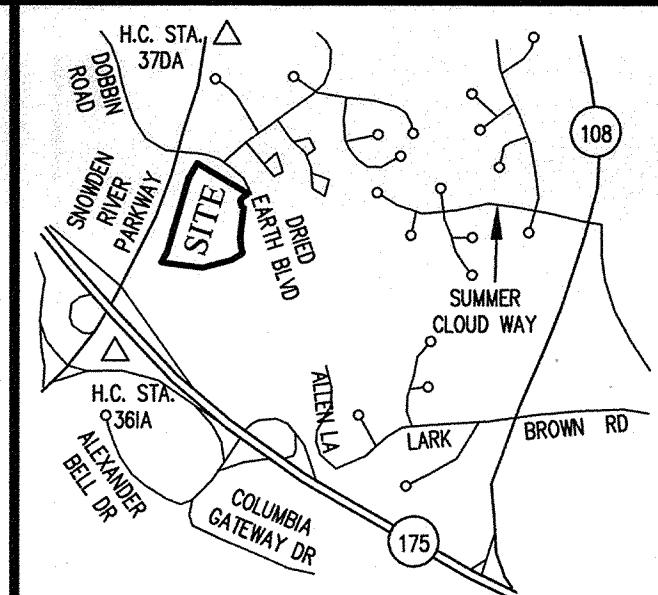 H.C. STA.
37DA
DOBBIN
ROAD
108
SNOWDEN
RIVER
PARKWAY
SITE
DRIED
EARTH BLVD
SUMMER
CLOUD WAY
H.C. STA.
361A
ALLEN LA
LARK BROWN RD
ALEXANDER
BELL DR
COLUMBIA
GATEWAY DR
175